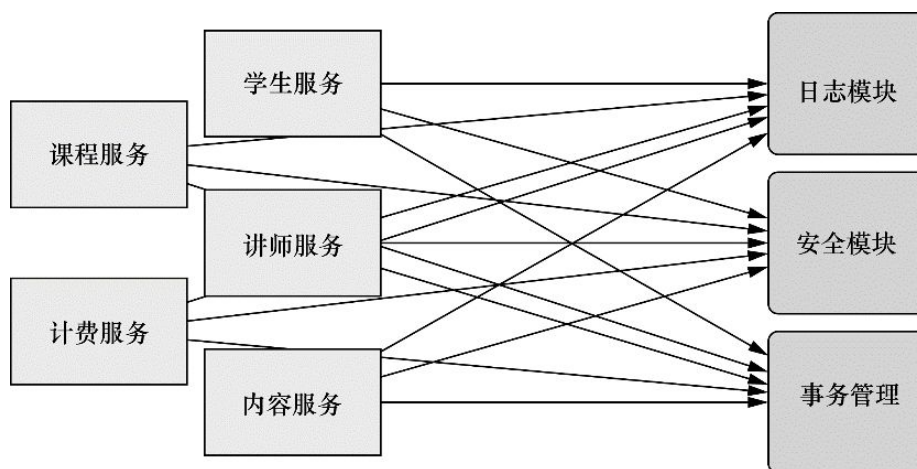 学生服务
日志模块
课程服务
讲师服务
安全模块
计费服务
内容服务
事务管理